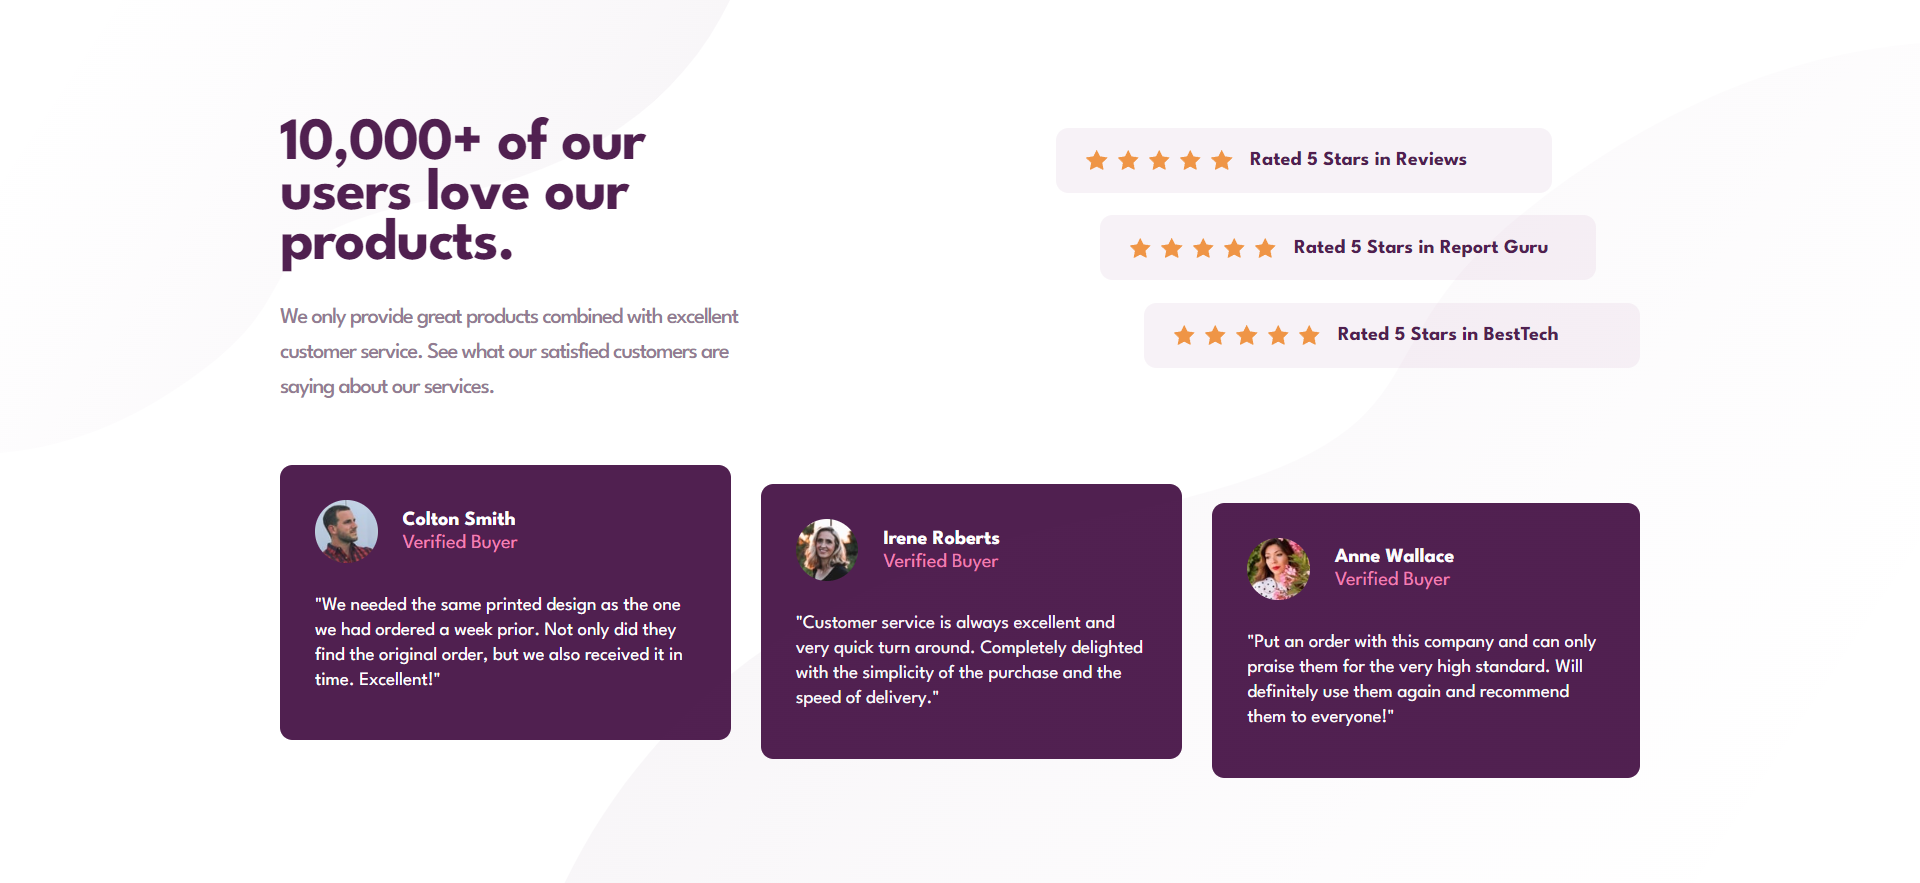 10,000+ of our
users love our
products.
We only provide great products combined with excellent
customer service. See what our satisfied customers are
saying about our services.
Rated 5 Stars in Reviews
Rated 5 Stars in Report Guru
Rated 5 Stars in BestTech
Colton Smith
Verified Buyer
"We needed the same printed design as the one
we had ordered a week prior. Not only did they
find the original order, but we also received it in
time. Excellent!"
Irene Roberts
Verified Buyer
"Customer service is always excellent and
very quick turn around. Completely delighted
with the simplicity of the purchase and the
speed of delivery."
Anne Wallace
Verified Buyer
"Put an order with this company and can only
praise them for the very high standard. Will
definitely use them again and recommend
them to everyone!"